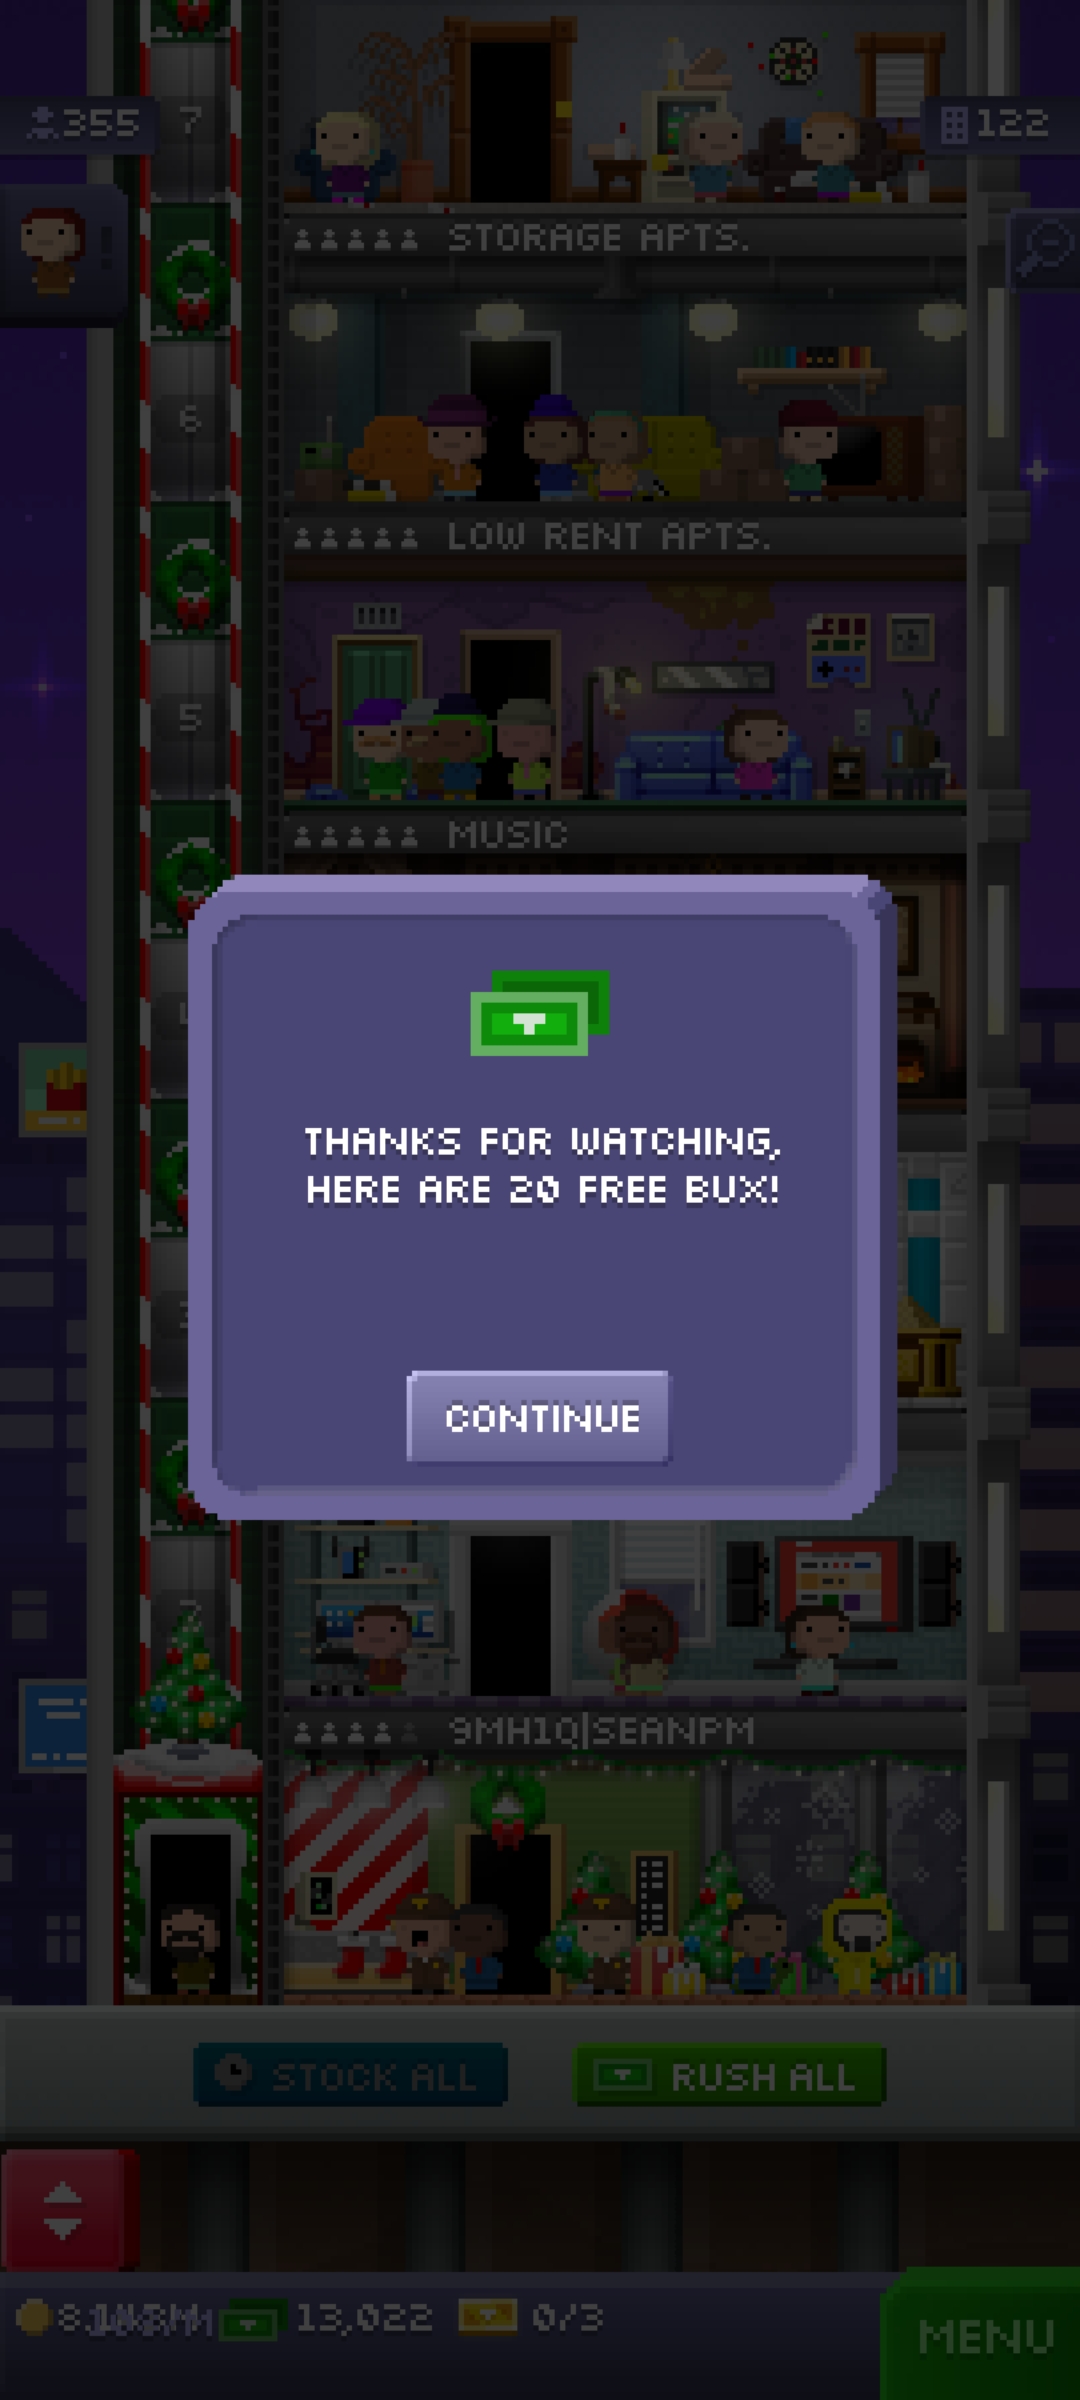 7
355
122
STORAGE APTS.
6
LOW RENT APTS.
5
MUSIC
THANKS FOR WATCHING,
HERE ARE 20 FREE BUX!
CONTINUE
9MH1Q|SEANPM
STOCK ALL
RUSH ALL
13,022
0/3
MENU